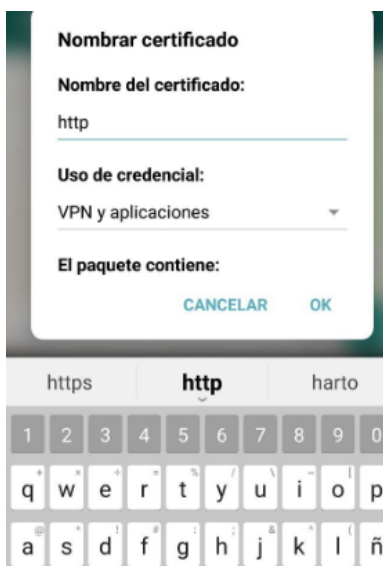 Nombrar certificado
Nombre del certificado:
http
Uso de credencial:
VPN y aplicaciones
El paquete contiene:
CANCELAR OK
https http harto
1 2 3 4 5 6 7 8 9 0
q w e r t y u i o p
a s d f g h j k l ñ